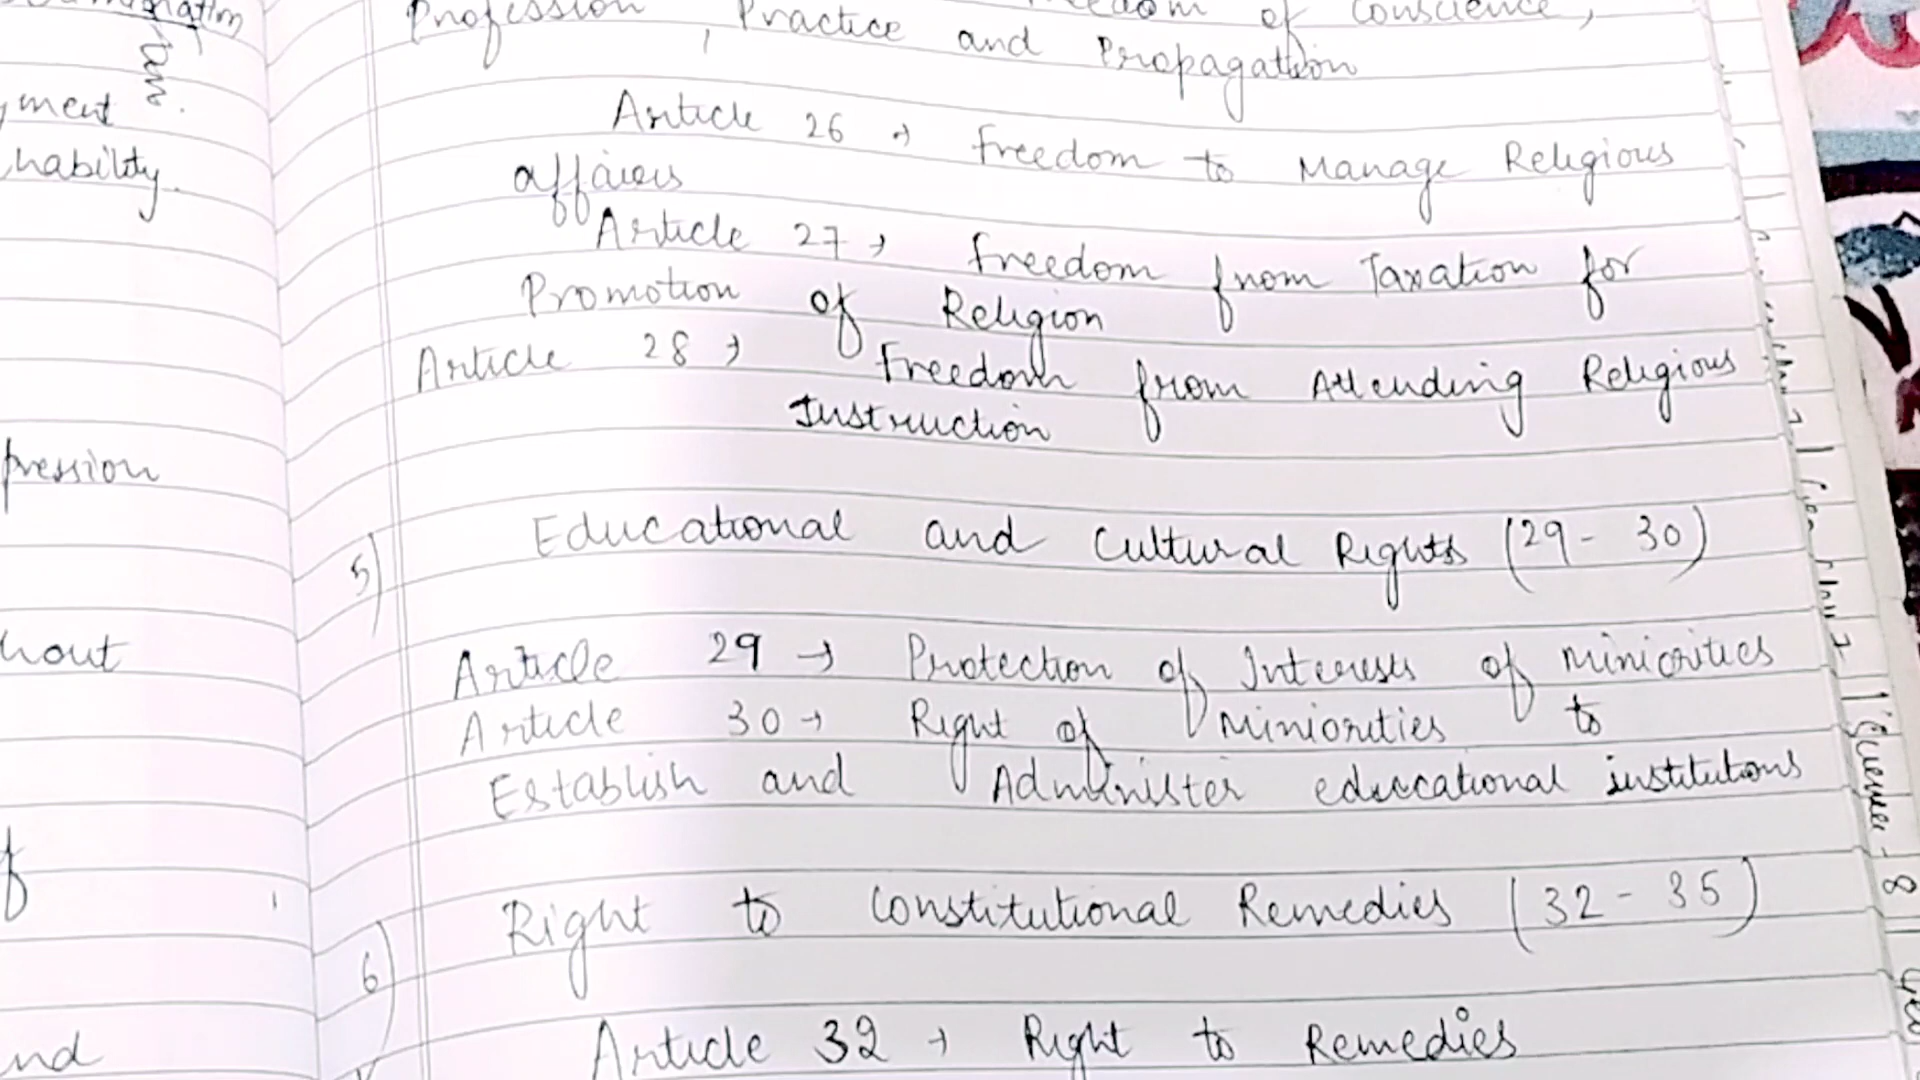 Profession, Practice and Propagation of Conscience,
Article 26 → Freedom to Manage Religious
affairs
Article 27 → Freedom from Taxation for
Promotion of Religion
Article 28 → Freedom from Attending Religious
Instruction
5) Educational and Cultural Rights (29- 30)
Article 29 → Protection of Interests of miniorities
Article 30 → Right of Miniorities to
Establish and Administer educational institutions
6) Right to Constitutional Remedies (32- 35)
Article 32 → Right to Remedies